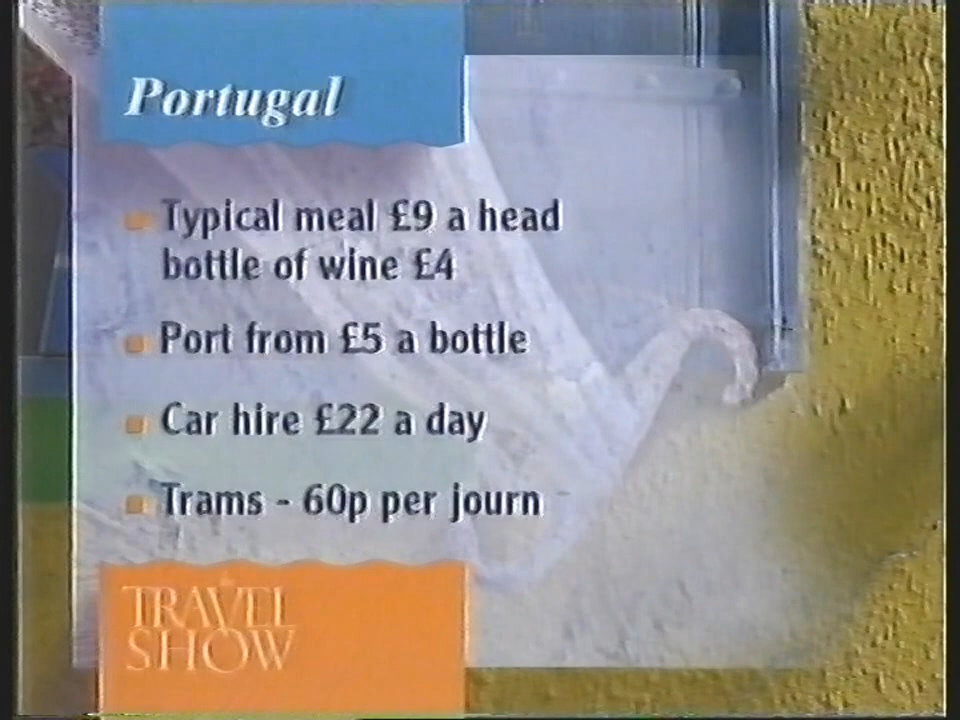 Portugal
Typical meal £9 a head
bottle of wine £4
Port from £5 a bottle
Car hire £22 a day
Trams - 60p per journ
TRAVEL
SHOW